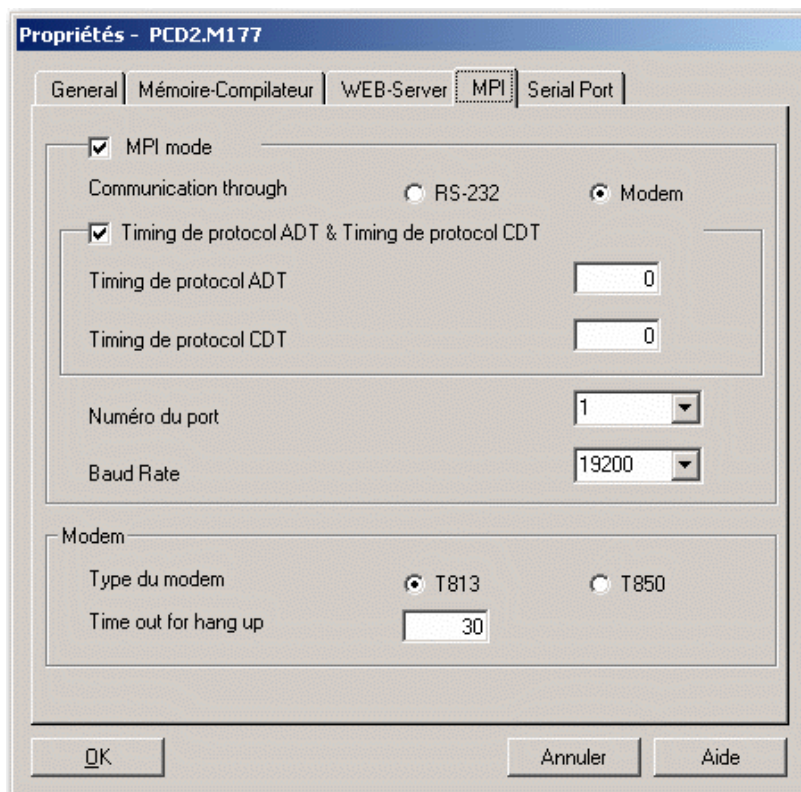 Propriétés - PCD2.M177
General Mémoire-Compilateur WEB-Server MPI Serial Port
MPI mode
Communication through RS-232 Modem
Timing de protocol ADT & Timing de protocol CDT
Timing de protocol ADT 0
Timing de protocol CDT 0
Numéro du port 1
Baud Rate 19200
Modem
Type du modem T813 T850
Time out for hang up 30
OK Annuler Aide